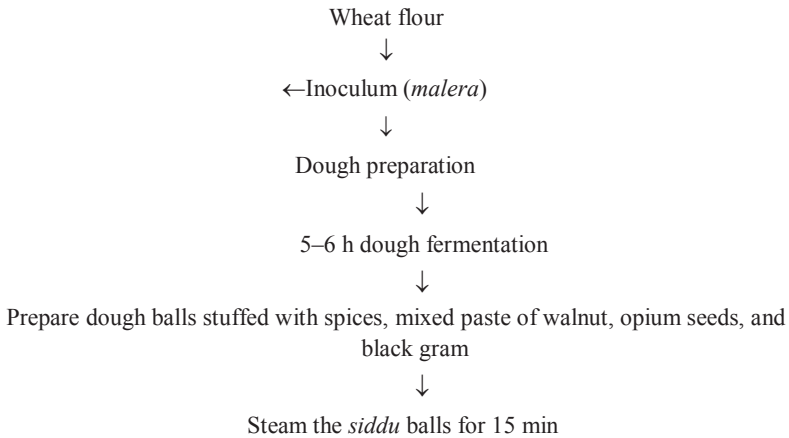 Wheat flour
↓
←Inoculum (malera)
↓
Dough preparation
↓
5–6 h dough fermentation
↓
Prepare dough balls stuffed with spices, mixed paste of walnut, opium seeds, and
black gram
↓
Steam the siddu balls for 15 min